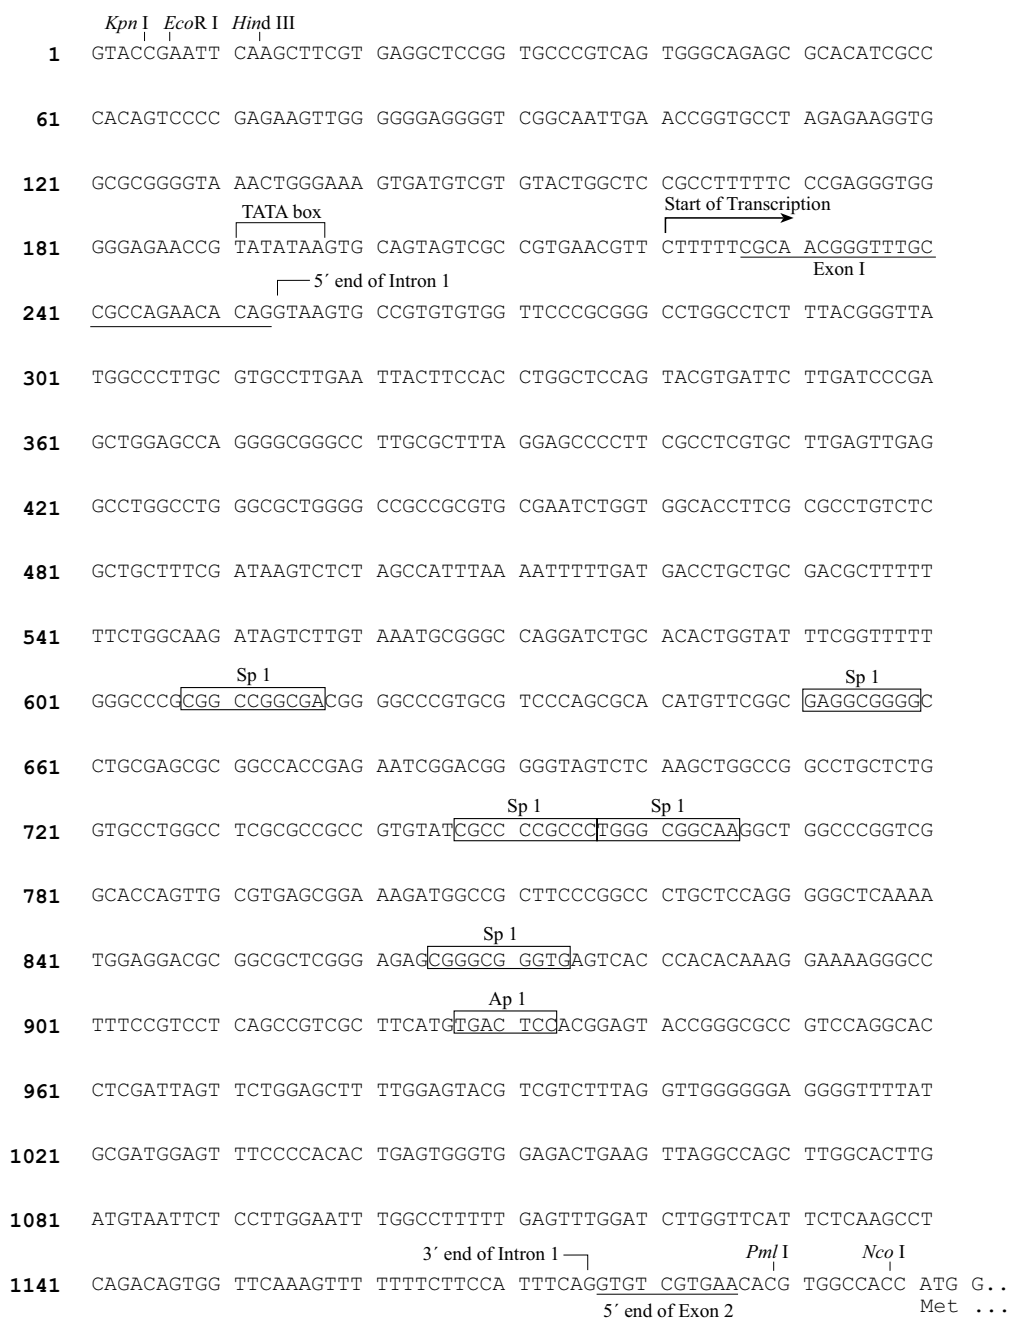 Kpn I EcoR I Hind III
1 GTACCGAATT CAAGCTTCGT GAGGCTCCGG TGCCCGTCAG TGGGCAGAGC GCACATCGCC
61 CACAGTCCCC GAGAAGTTGG GGGGAGGGGT CGGCAATTGA ACCGGTGCCT AGAGAAGGTG
121 GCGCGGGGTA AACTGGGAAA GTGATGTCGT GTACTGGCTC CGCCTTTTTC CCGAGGGTGG
TATA box Start of Transcription
181 GGGAGAACCG TATATAAGTG CAGTAGTCGC CGTGAACGTT CTTTTTCGCA ACGGGTTTGC
Exon I
5´ end of Intron 1
241 CGCCAGAACA CAGGTAAGTG CCGTGTGTGG TTCCCGCGGG CCTGGCCTCT TTACGGGTTA
301 TGGCCCTTGC GTGCCTTGAA TTACTTCCAC CTGGCTCCAG TACGTGATTC TTGATCCCGA
361 GCTGGAGCCA GGGGCGGGCC TTGCGCTTTA GGAGCCCCTT CGCCTCGTGC TTGAGTTGAG
421 GCCTGGCCTG GGCGCTGGGG CCGCCGCGTG CGAATCTGGT GGCACCTTCG CGCCTGTCTC
481 GCTGCTTTCG ATAAGTCTCT AGCCATTTAA AATTTTTGAT GACCTGCTGC GACGCTTTTT
541 TTCTGGCAAG ATAGTCTTGT AAATGCGGGC CAGGATCTGC ACACTGGTAT TTCGGTTTTT
Sp 1 Sp 1
601 GGGCCCGCGG CCGGCGACGG GGCCCGTGCG TCCCAGCGCA CATGTTCGGC GAGGCGGGGC
661 CTGCGAGCGC GGCCACCGAG AATCGGACGG GGGTAGTCTC AAGCTGGCCG GCCTGCTCTG
Sp 1 Sp 1
721 GTGCCTGGCC TCGCGCCGCC GTGTATCGCC CCGCCCTGGG CGGCAAGGCT GGCCCGGTCG
781 GCACCAGTTG CGTGAGCGGA AAGATGGCCG CTTCCCGGCC CTGCTCCAGG GGGCTCAAAA
Sp 1
841 TGGAGGACGC GGCGCTCGGG AGAGCGGGCG GGTGAGTCAC CCACACAAAG GAAAAGGGCC
Ap 1
901 TTTCCGTCCT CAGCCGTCGC TTCATGTGAC TCCACGGAGT ACCGGGCGCC GTCCAGGCAC
961 CTCGATTAGT TCTGGAGCTT TTGGAGTACG TCGTCTTTAG GTTGGGGGGA GGGGTTTTAT
1021 GCGATGGAGT TTCCCCACAC TGAGTGGGTG GAGACTGAAG TTAGGCCAGC TTGGCACTTG
1081 ATGTAATTCT CCTTGGAATT TGGCCTTTTT GAGTTTGGAT CTTGGTTCAT TCTCAAGCCT
3´ end of Intron 1 Pml I Nco I
1141 CAGACAGTGG TTCAAAGTTT TTTTCTTCCA TTTCAGGTGT CGTGAACACG TGGCCACC ATG G..
5´ end of Exon 2 Met ...